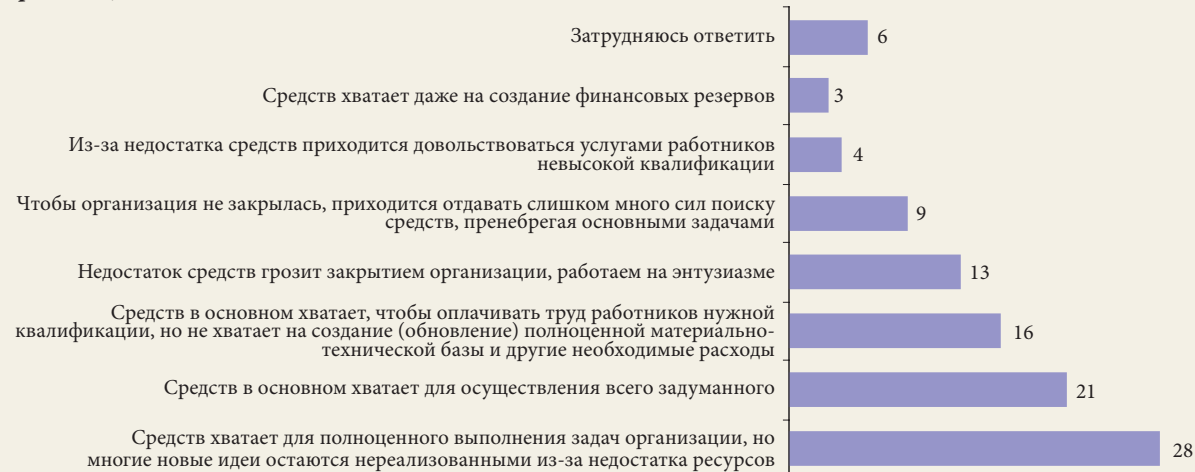 Затрудняюсь ответить
6
Средств хватает даже на создание финансовых резервов
3
Из-за недостатка средств приходится довольствоваться услугами работников
невысокой квалификации
4
Чтобы организация не закрылась, приходится отдавать слишком много сил поиску
средств, пренебрегая основными задачами
9
Недостаток средств грозит закрытием организации, работаем на энтузиазме
13
Средств в основном хватает, чтобы оплачивать труд работников нужной
квалификации, но не хватает на создание (обновление) полноценной материально-
технической базы и другие необходимые расходы
16
Средств в основном хватает для осуществления всего задуманного
21
Средств хватает для полноценного выполнения задач организации, но
многие новые идеи остаются нереализованными из-за недостатка ресурсов
28